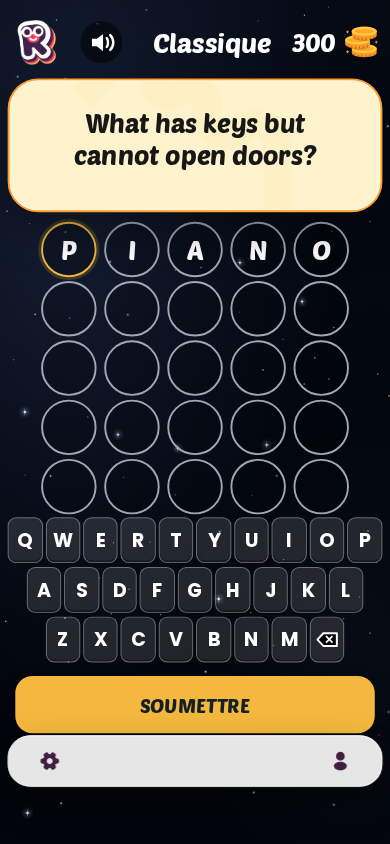 R
Classique 300
What has keys but
cannot open doors?
P I A N O
Q W E R T Y U I O P
A S D F G H J K L
Z X C V B N M
SOUMETTRE